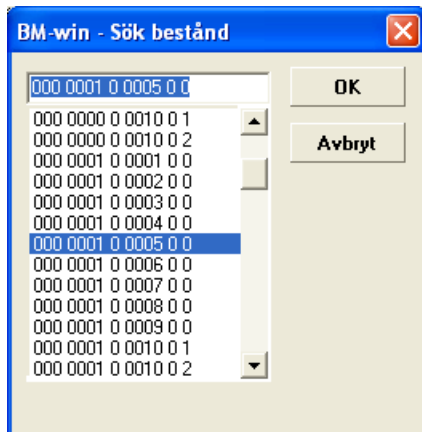 BM-win - Sök bestånd
000 0001 0 0005 0 0
OK
Avbryt
000 0000 0 0010 0 1
000 0000 0 0010 0 2
000 0001 0 0001 0 0
000 0001 0 0002 0 0
000 0001 0 0003 0 0
000 0001 0 0004 0 0
000 0001 0 0005 0 0
000 0001 0 0006 0 0
000 0001 0 0007 0 0
000 0001 0 0008 0 0
000 0001 0 0009 0 0
000 0001 0 0010 0 1
000 0001 0 0010 0 2